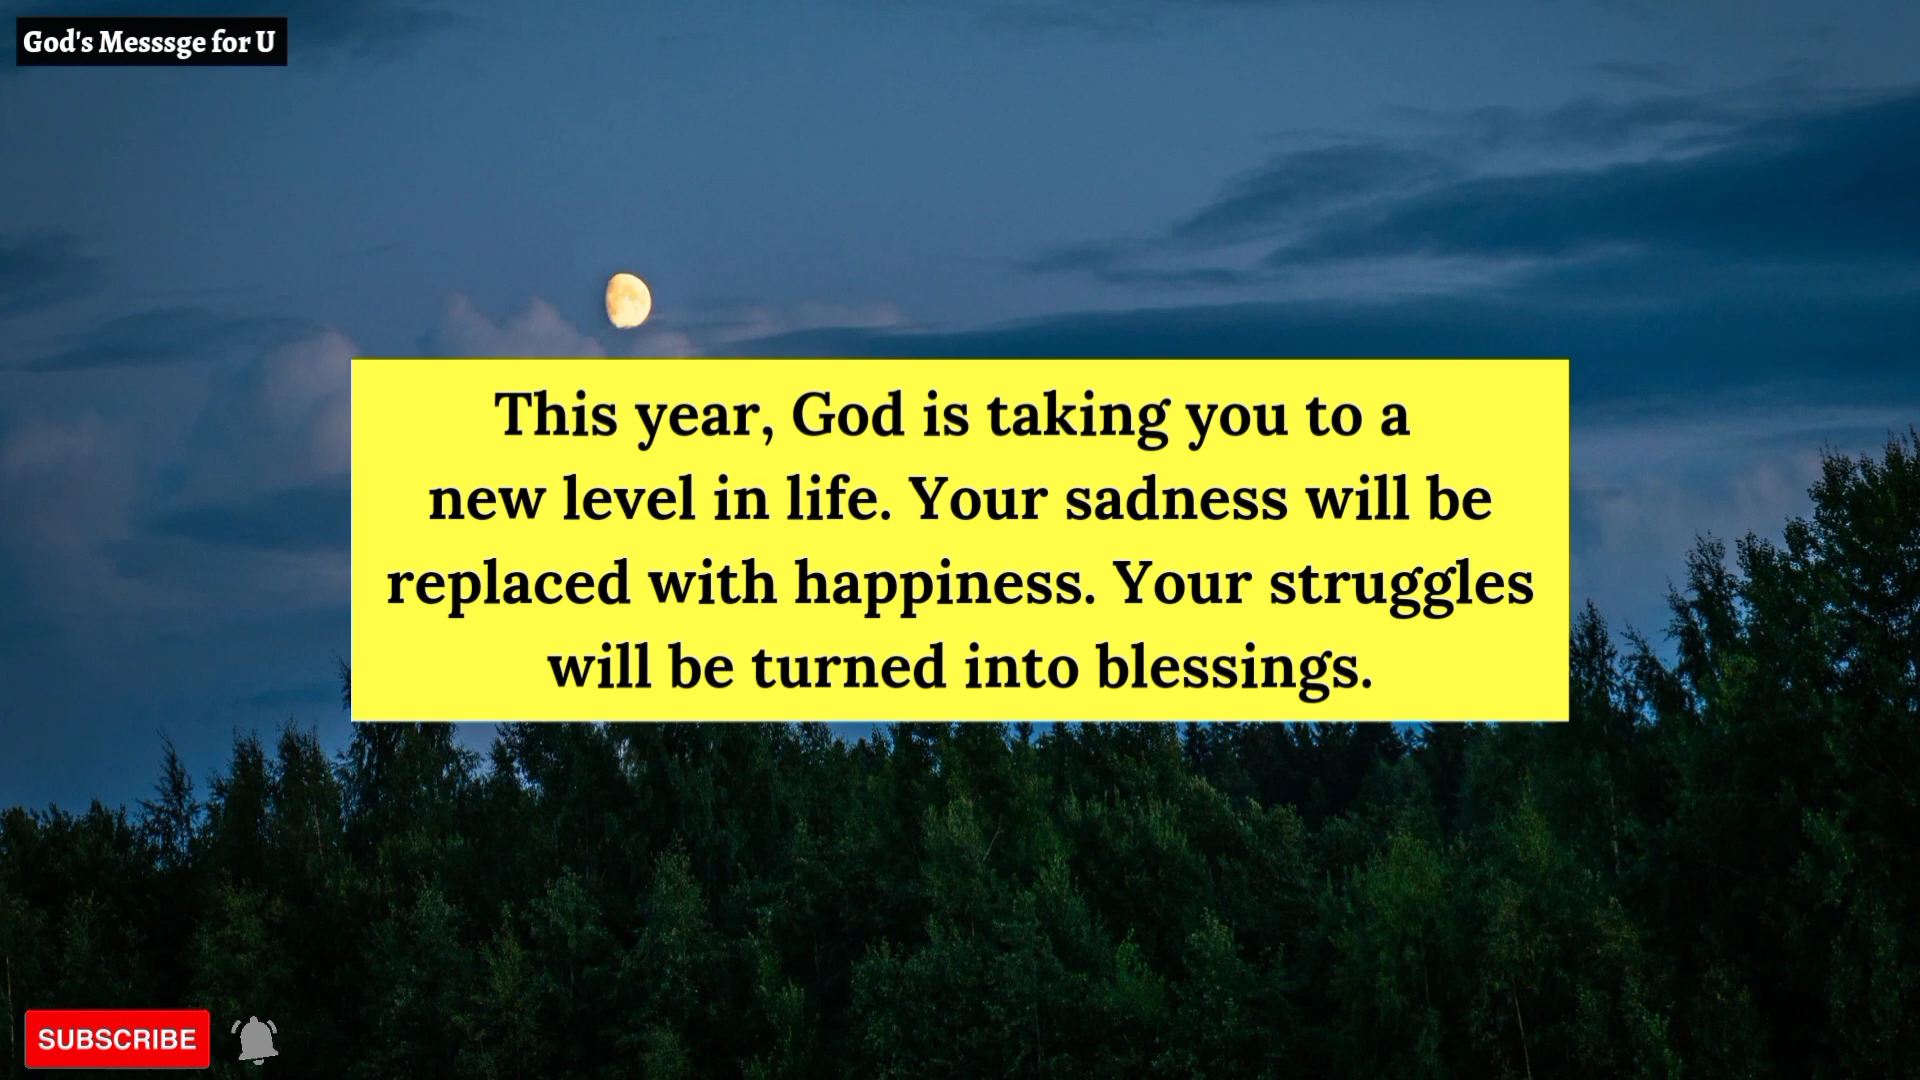 God's Messsge for U
This year, God is taking you to a
new level in life. Your sadness will be
replaced with happiness. Your struggles
will be turned into blessings.
SUBSCRIBE